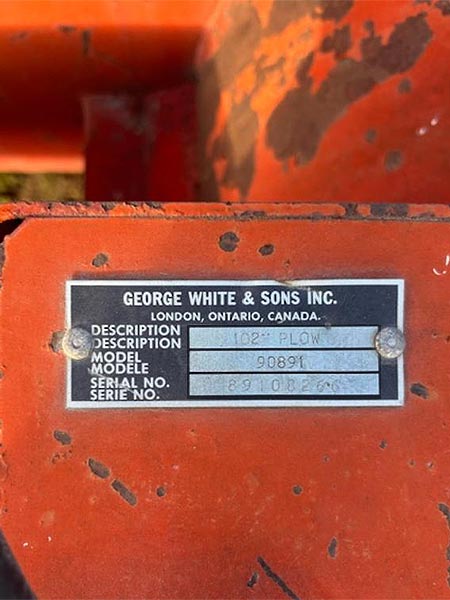 GEORGE WHITE & SONS INC.
LONDON, ONTARIO, CANADA.
DESCRIPTION
DESCRIPTION 102" PLOW
MODEL
MODELE 90891
SERIAL NO.
SERIE NO.